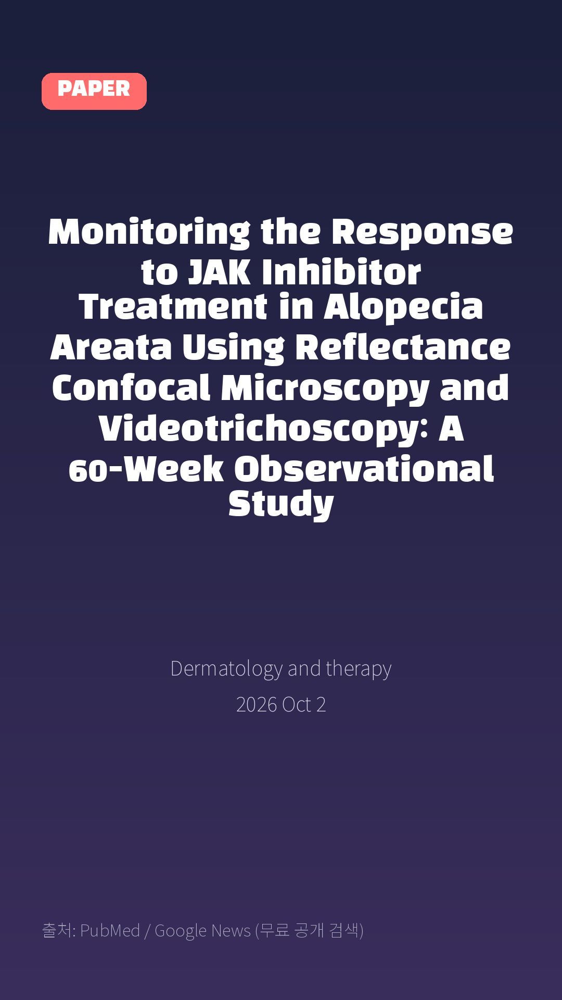 PAPER
Monitoring the Response
to JAK Inhibitor
Treatment in Alopecia
Areata Using Reflectance
Confocal Microscopy and
Videotrichoscopy: A
60-Week Observational
Study
Dermatology and therapy
2026 Oct 2
출처: PubMed / Google News (무료 공개 검색)